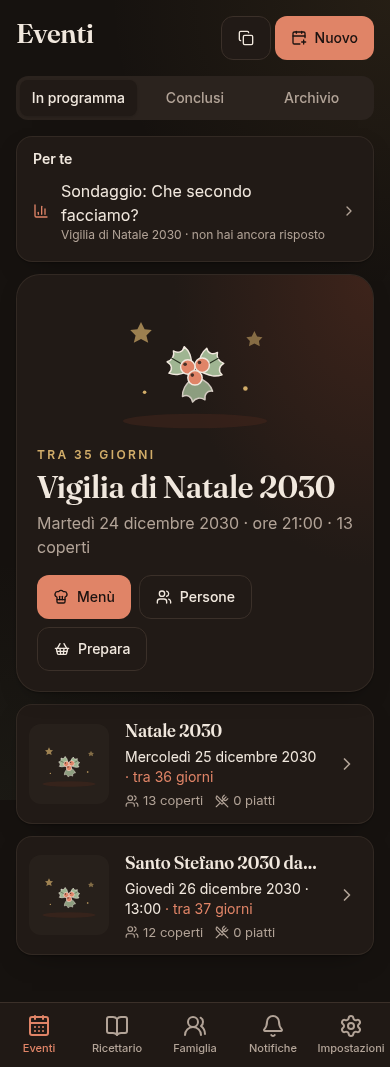 Eventi
Nuovo
In programma
Conclusi
Archivio
Per te
Sondaggio: Che secondo
facciamo?
Vigilia di Natale 2030 · non hai ancora risposto
TRA 35 GIORNI
Vigilia di Natale 2030
Martedì 24 dicembre 2030 · ore 21:00 · 13
coperti
Menù
Persone
Prepara
Natale 2030
Mercoledì 25 dicembre 2030
· tra 36 giorni
13 coperti 0 piatti
Santo Stefano 2030 da...
Giovedì 26 dicembre 2030 ·
13:00 · tra 37 giorni
12 coperti 0 piatti
Eventi
Ricettario
Famiglia
Notifiche
Impostazioni